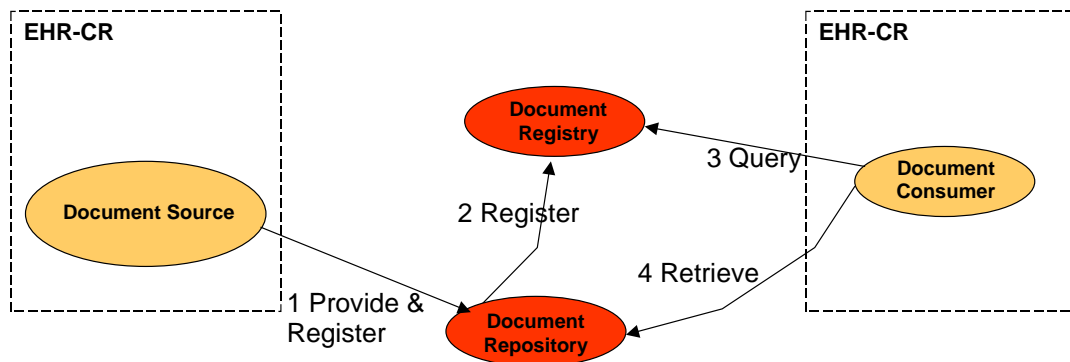 EHR-CR
EHR-CR
Document
Registry
3 Query
Document
Consumer
Document Source
2 Register
4 Retrieve
1 Provide &
Register
Document
Repository